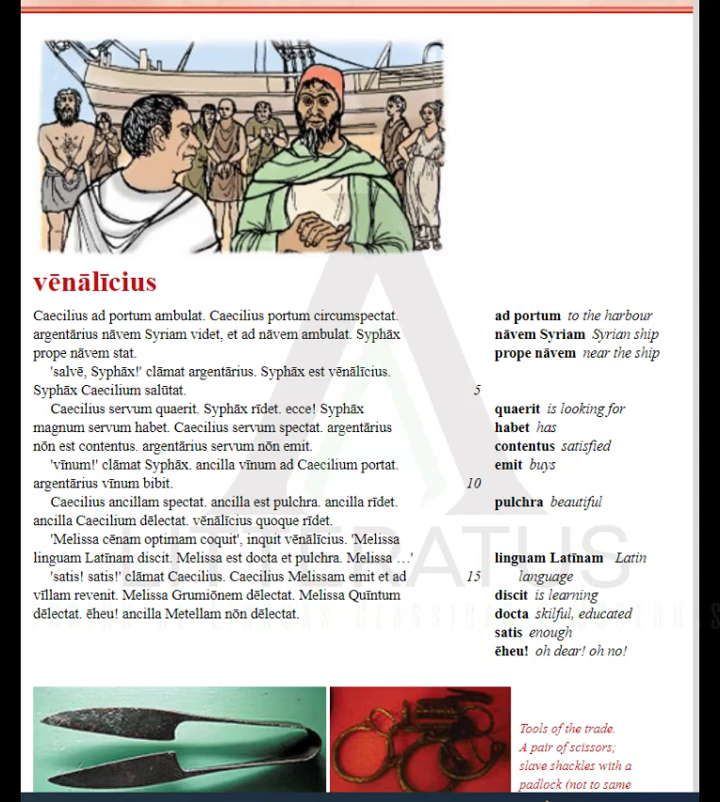 vēnālīcius
Caecilius ad portum ambulat. Caecilius portum circumspectat.
argentārius nāvem Syriam videt, et ad nāvem ambulat. Syphāx
prope nāvem stat.
'salvē, Syphāx!' clāmat argentārius. Syphāx est vēnālīcius.
Syphāx Caecilium salūtat.
5
Caecilius servum quaerit. Syphāx rīdet. ecce! Syphāx
magnum servum habet. Caecilius servum spectat. argentārius
nōn est contentus. argentārius servum nōn emit.
'vīnum!' clāmat Syphāx. ancilla vīnum ad Caecilium portat.
argentārius vīnum bibit.
10
Caecilius ancillam spectat. ancilla est pulchra. ancilla rīdet.
ancilla Caecilium dēlectat. vēnālīcius quoque rīdet.
'Melissa cēnam optimam coquit', inquit vēnālīcius. 'Melissa
linguam Latīnam discit. Melissa est docta et pulchra. Melissa ...'
'satis! satis!' clāmat Caecilius. Caecilius Melissam emit et ad
15
vīllam revenit. Melissa Grumiōnem dēlectat. Melissa Quīntum
dēlectat. ēheu! ancilla Metellam nōn dēlectat.
ad portum to the harbour
nāvem Syriam Syrian ship
prope nāvem near the ship
quaerit is looking for
habet has
contentus satisfied
emit buys
pulchra beautiful
linguam Latīnam Latin
language
discit is learning
docta skilful, educated
satis enough
ēheu! oh dear! oh no!
Tools of the trade.
A pair of scissors;
slave shackles with a
padlock (not to same
LITTERATUS